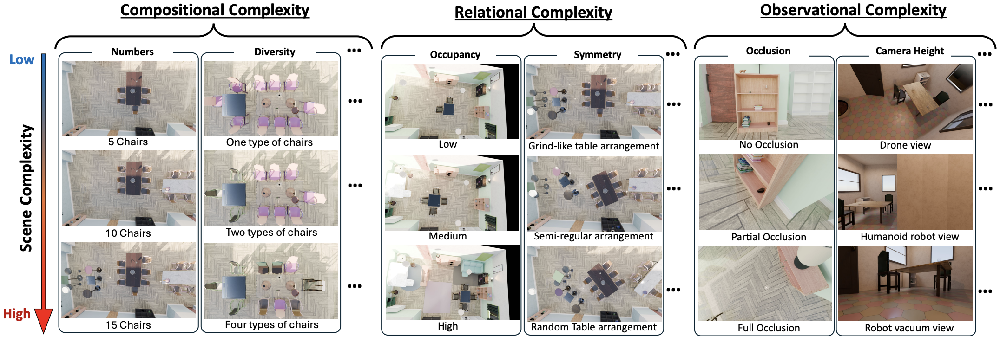 Compositional Complexity
Relational Complexity
Observational Complexity
Numbers
Diversity
...
Occupancy
Symmetry
...
Occlusion
Camera Height
...
Low
Scene Complexity
High
5 Chairs
One type of chairs
...
Low
Grind-like table arrangement
...
No Occlusion
Drone view
...
10 Chairs
Two types of chairs
...
Medium
Semi-regular arrangement
...
Partial Occlusion
Humanoid robot view
...
15 Chairs
Four types of chairs
...
High
Random Table arrangement
...
Full Occlusion
Robot vacuum view
...